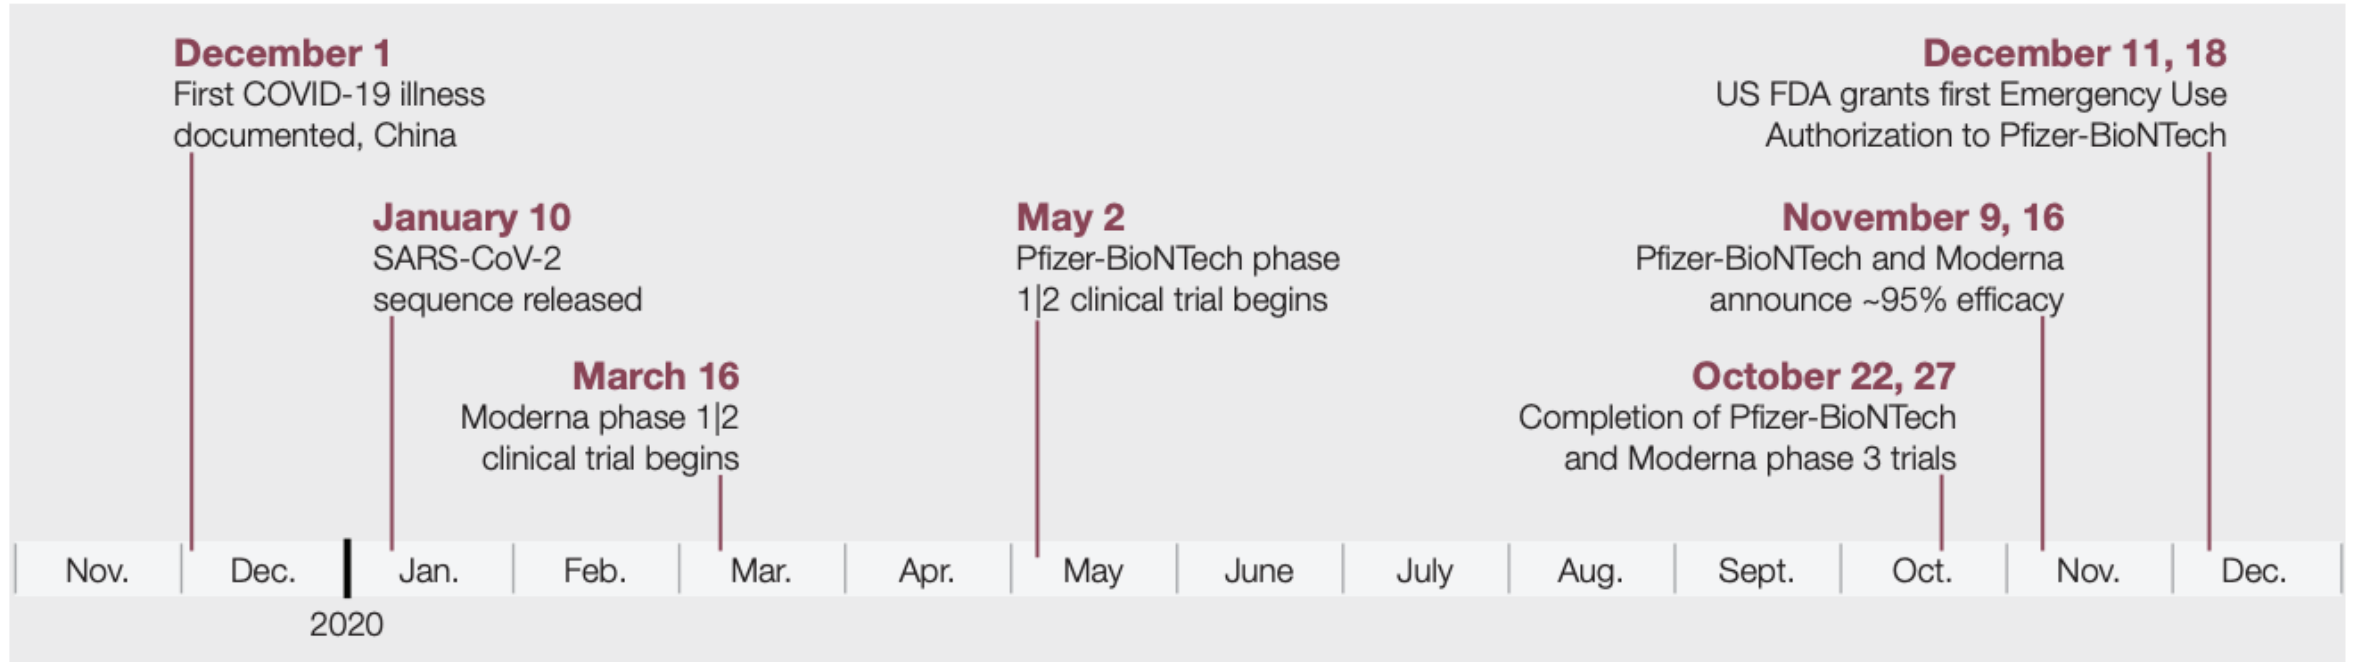 December 1
First COVID-19 illness
documented, China
January 10
SARS-CoV-2
sequence released
March 16
Moderna phase 1|2
clinical trial begins
May 2
Pfizer-BioNTech phase
1|2 clinical trial begins
October 22, 27
Completion of Pfizer-BioNTech
and Moderna phase 3 trials
November 9, 16
Pfizer-BioNTech and Moderna
announce ~95% efficacy
December 11, 18
US FDA grants first Emergency Use
Authorization to Pfizer-BioNTech
Nov. Dec. Jan. Feb. Mar. Apr. May June July Aug. Sept. Oct. Nov. Dec.
2020